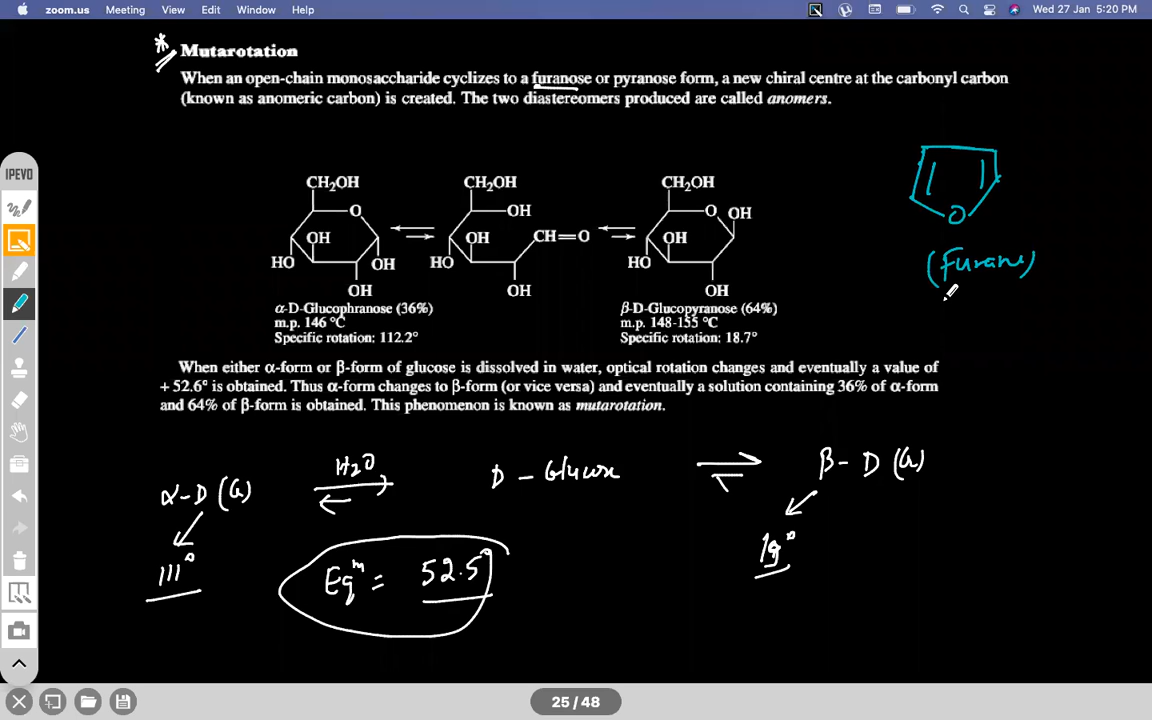 zoom.us Meeting View Edit Window Help Wed 27 Jan 5:20 PM
IPEVO
* Mutarotation
When an open-chain monosaccharide cyclizes to a furanose or pyranose form, a new chiral centre at the carbonyl carbon
(known as anomeric carbon) is created. The two diastereomers produced are called anomers.
CH₂OH CH₂OH CH₂OH
O OH O OH
OH OH CH=O OH
HO OH HO HO
OH OH OH
α-D-Glucophranose (36%)
m.p. 146 °C
Specific rotation: 112.2°
β-D-Glucopyranose (64%)
m.p. 148-155 °C
Specific rotation: 18.7°
O
(Furane)
When either α-form or β-form of glucose is dissolved in water, optical rotation changes and eventually a value of
+ 52.6° is obtained. Thus α-form changes to β-form (or vice versa) and eventually a solution containing 36% of α-form
and 64% of β-form is obtained. This phenomenon is known as mutarotation.
α-D (G) H₂O D-Glucose β-D (G)
111° 19°
Eqᵐ = 52.5°
25 / 48